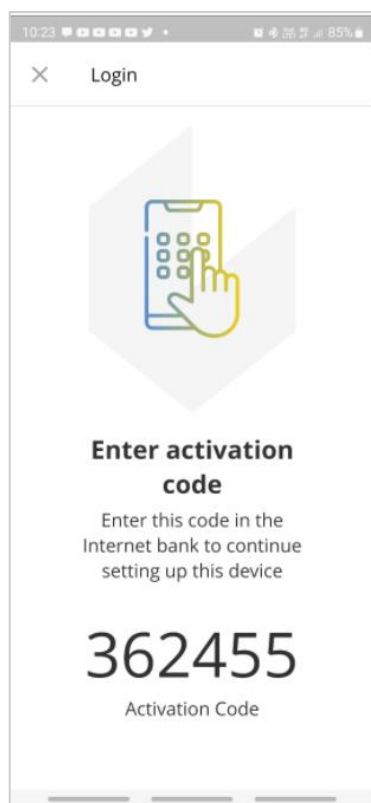 10:23
85%
Login
Enter activation
code
Enter this code in the
Internet bank to continue
setting up this device
362455
Activation Code